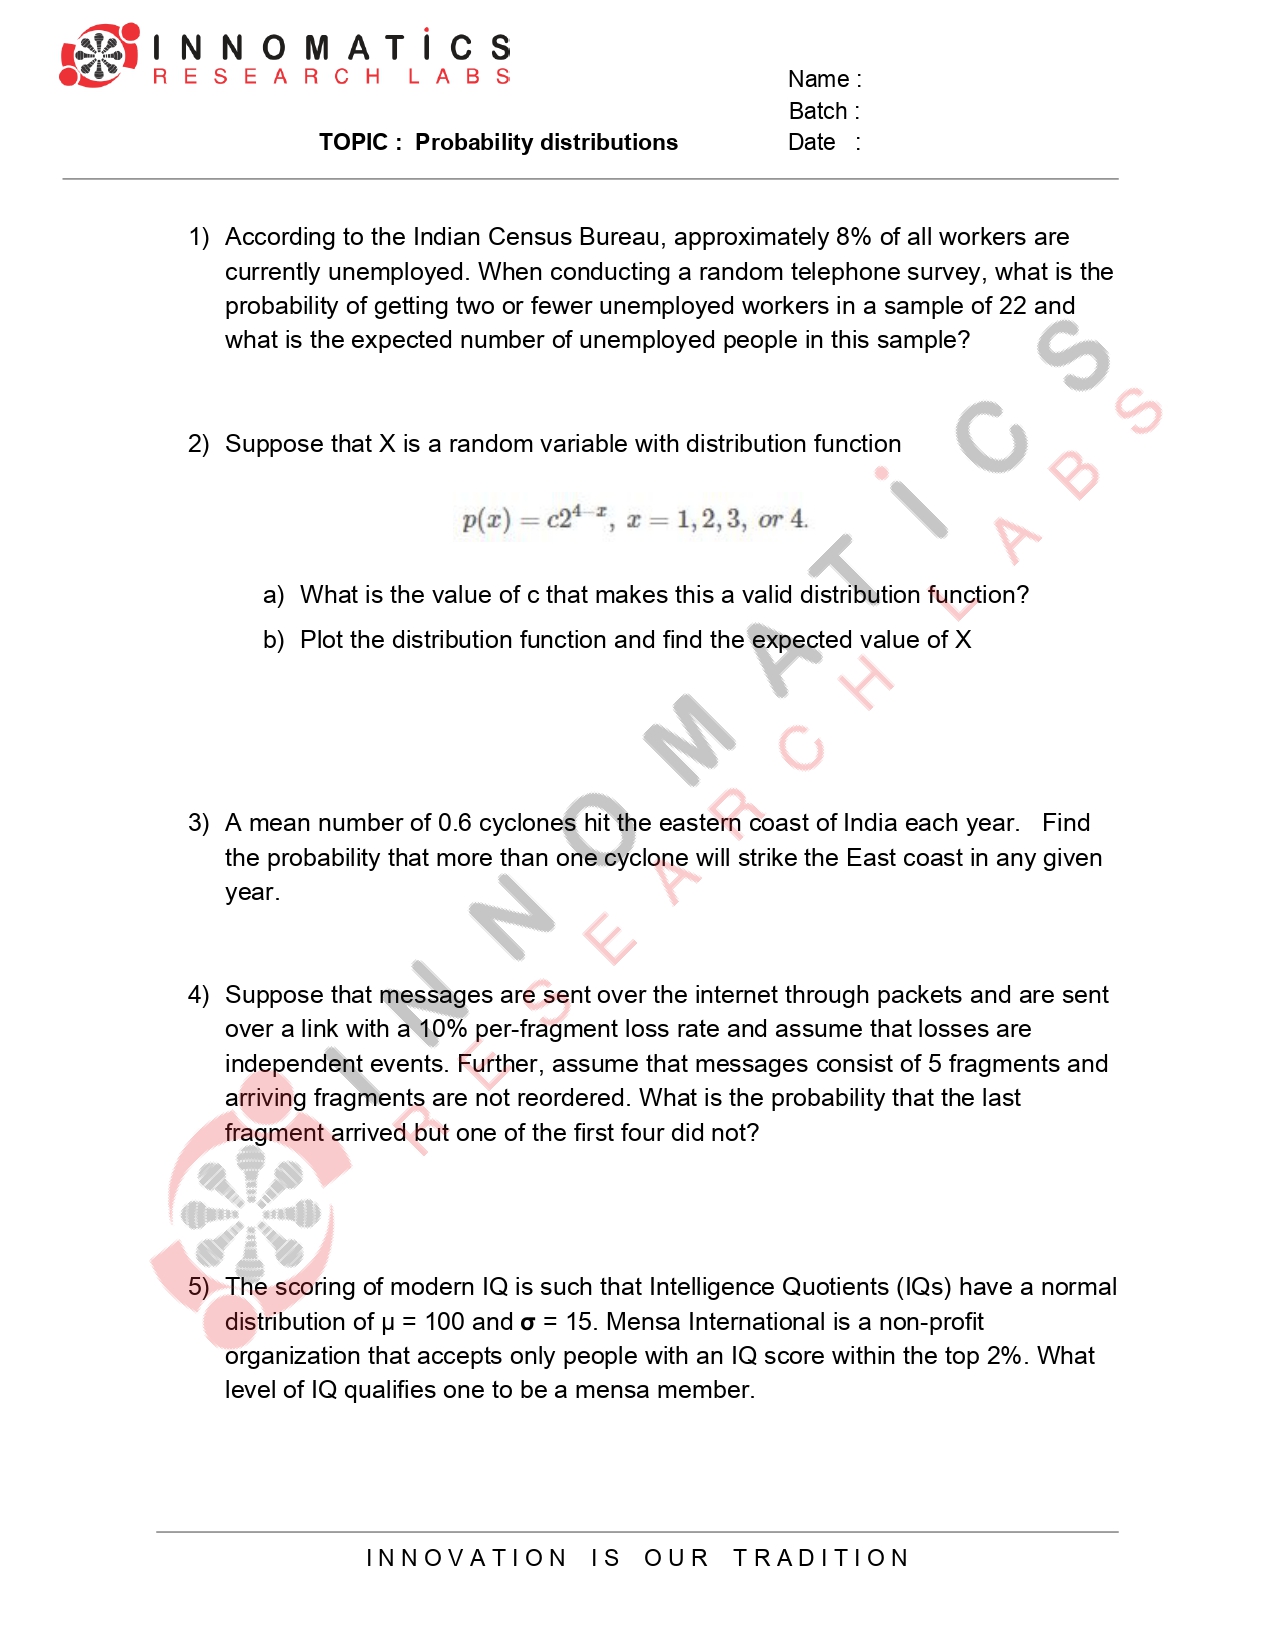 INNOMATiCS
RESEARCH LABS
Name :
Batch :
TOPIC : Probability distributions
Date :
1) According to the Indian Census Bureau, approximately 8% of all workers are
currently unemployed. When conducting a random telephone survey, what is the
probability of getting two or fewer unemployed workers in a sample of 22 and
what is the expected number of unemployed people in this sample?
2) Suppose that X is a random variable with distribution function
p(x) = c2^{4−x}, x = 1, 2, 3, or 4.
a) What is the value of c that makes this a valid distribution function?
b) Plot the distribution function and find the expected value of X
3) A mean number of 0.6 cyclones hit the eastern coast of India each year. Find
the probability that more than one cyclone will strike the East coast in any given
year.
4) Suppose that messages are sent over the internet through packets and are sent
over a link with a 10% per-fragment loss rate and assume that losses are
independent events. Further, assume that messages consist of 5 fragments and
arriving fragments are not reordered. What is the probability that the last
fragment arrived but one of the first four did not?
5) The scoring of modern IQ is such that Intelligence Quotients (IQs) have a normal
distribution of μ = 100 and σ = 15. Mensa International is a non-profit
organization that accepts only people with an IQ score within the top 2%. What
level of IQ qualifies one to be a mensa member.
INNOMATiCS
RESEARCH LABS
INNOVATION IS OUR TRADITION